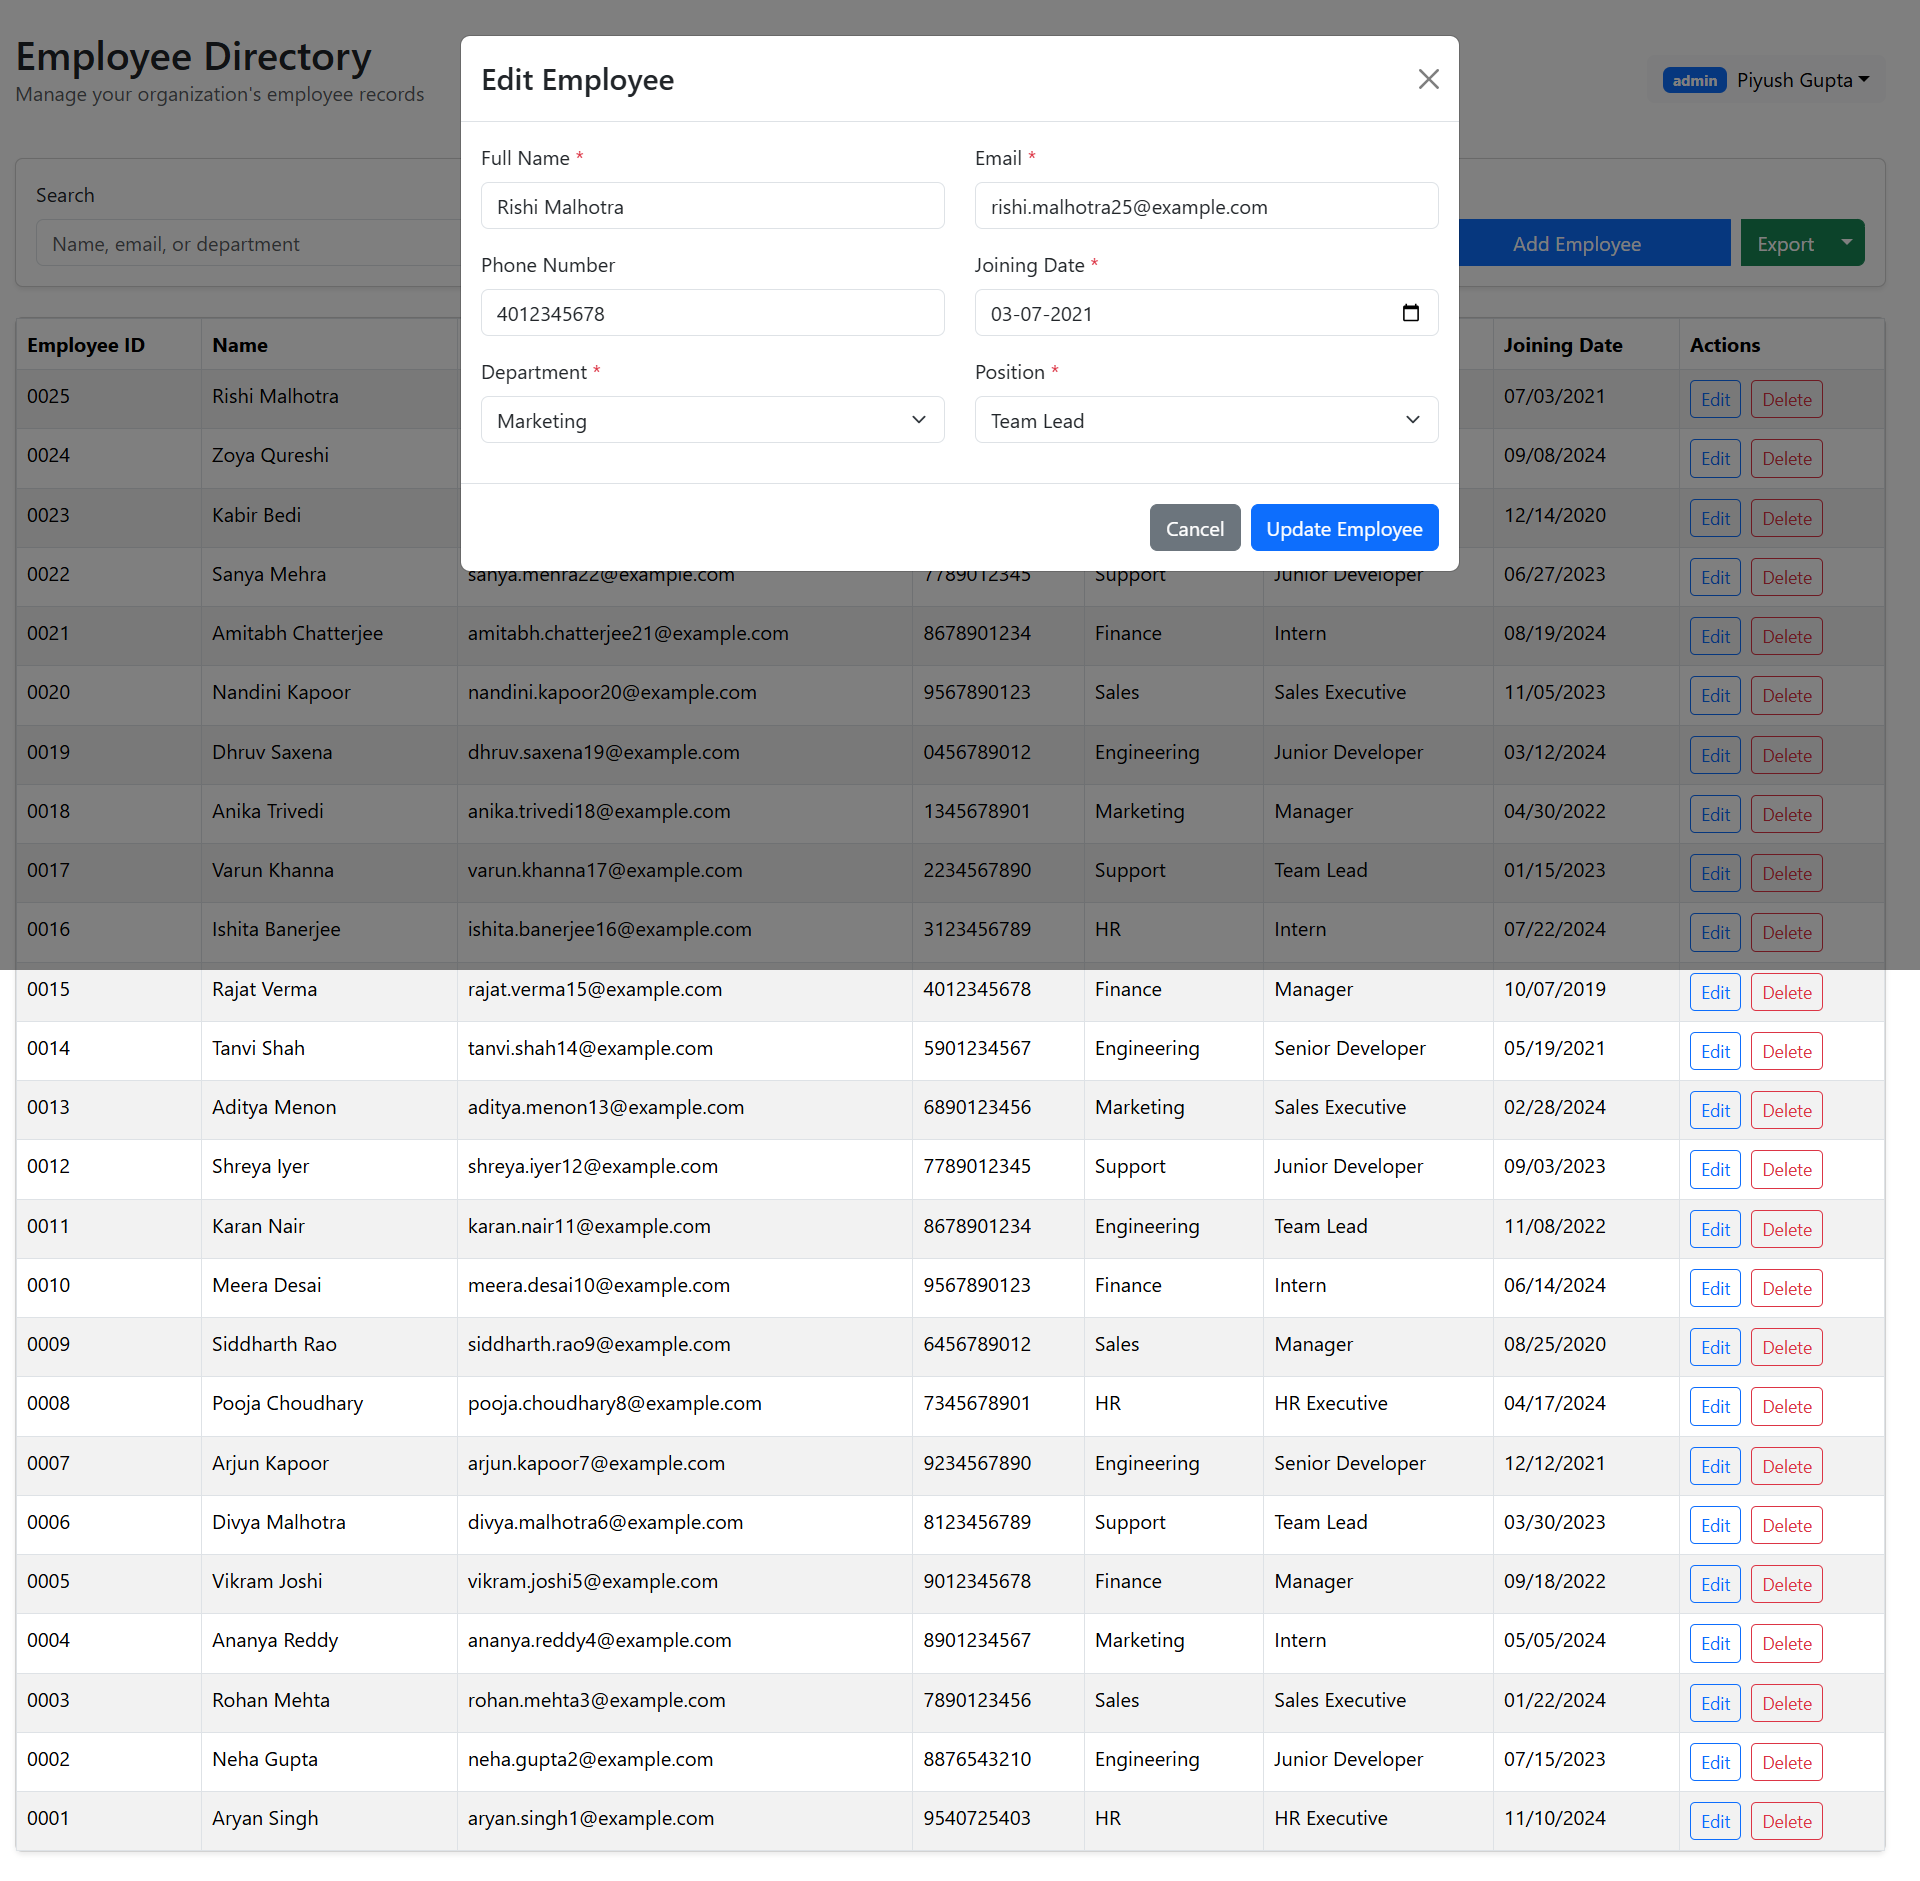 Employee Directory
Manage your organization's employee records
admin Piyush Gupta
Edit Employee
Full Name *
Email *
Rishi Malhotra
rishi.malhotra25@example.com
Phone Number
Joining Date *
4012345678
03-07-2021
Department *
Position *
Marketing
Team Lead
Cancel Update Employee
Search
Name, email, or department
Add Employee
Export
Employee ID Name Joining Date Actions
0025 Rishi Malhotra 07/03/2021 Edit Delete
0024 Zoya Qureshi 09/08/2024 Edit Delete
0023 Kabir Bedi 12/14/2020 Edit Delete
0022 Sanya Mehra sanya.mehra22@example.com 7789012345 Support Junior Developer 06/27/2023 Edit Delete
0021 Amitabh Chatterjee amitabh.chatterjee21@example.com 8678901234 Finance Intern 08/19/2024 Edit Delete
0020 Nandini Kapoor nandini.kapoor20@example.com 9567890123 Sales Sales Executive 11/05/2023 Edit Delete
0019 Dhruv Saxena dhruv.saxena19@example.com 0456789012 Engineering Junior Developer 03/12/2024 Edit Delete
0018 Anika Trivedi anika.trivedi18@example.com 1345678901 Marketing Manager 04/30/2022 Edit Delete
0017 Varun Khanna varun.khanna17@example.com 2234567890 Support Team Lead 01/15/2023 Edit Delete
0016 Ishita Banerjee ishita.banerjee16@example.com 3123456789 HR Intern 07/22/2024 Edit Delete
0015 Rajat Verma rajat.verma15@example.com 4012345678 Finance Manager 10/07/2019 Edit Delete
0014 Tanvi Shah tanvi.shah14@example.com 5901234567 Engineering Senior Developer 05/19/2021 Edit Delete
0013 Aditya Menon aditya.menon13@example.com 6890123456 Marketing Sales Executive 02/28/2024 Edit Delete
0012 Shreya Iyer shreya.iyer12@example.com 7789012345 Support Junior Developer 09/03/2023 Edit Delete
0011 Karan Nair karan.nair11@example.com 8678901234 Engineering Team Lead 11/08/2022 Edit Delete
0010 Meera Desai meera.desai10@example.com 9567890123 Finance Intern 06/14/2024 Edit Delete
0009 Siddharth Rao siddharth.rao9@example.com 6456789012 Sales Manager 08/25/2020 Edit Delete
0008 Pooja Choudhary pooja.choudhary8@example.com 7345678901 HR HR Executive 04/17/2024 Edit Delete
0007 Arjun Kapoor arjun.kapoor7@example.com 9234567890 Engineering Senior Developer 12/12/2021 Edit Delete
0006 Divya Malhotra divya.malhotra6@example.com 8123456789 Support Team Lead 03/30/2023 Edit Delete
0005 Vikram Joshi vikram.joshi5@example.com 9012345678 Finance Manager 09/18/2022 Edit Delete
0004 Ananya Reddy ananya.reddy4@example.com 8901234567 Marketing Intern 05/05/2024 Edit Delete
0003 Rohan Mehta rohan.mehta3@example.com 7890123456 Sales Sales Executive 01/22/2024 Edit Delete
0002 Neha Gupta neha.gupta2@example.com 8876543210 Engineering Junior Developer 07/15/2023 Edit Delete
0001 Aryan Singh aryan.singh1@example.com 9540725403 HR HR Executive 11/10/2024 Edit Delete